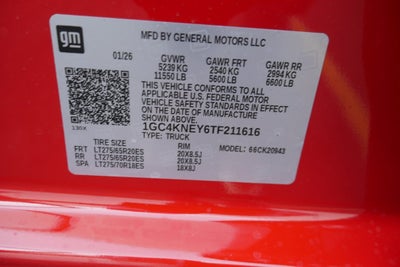 gm
MFD BY GENERAL MOTORS LLC
01/26 GVWR GAWR FRT GAWR RR
5239 KG 2540 KG 2994 KG
11550 LB 5600 LB 6600 LB
THIS VEHICLE CONFORMS TO ALL APPLICABLE
U.S. FEDERAL MOTOR VEHICLE SAFETY
STANDARDS IN EFFECT ON THE DATE OF
MANUFACTURE SHOWN ABOVE.
1GC4KNEY6TF211616
TYPE: TRUCK
MODEL: 66CK20943
TIRE SIZE RIM
FRT LT275/65R20ES 20X8.5J
RR LT275/65R20ES 20X8.5J
SPA LT275/70R18ES 18X8J